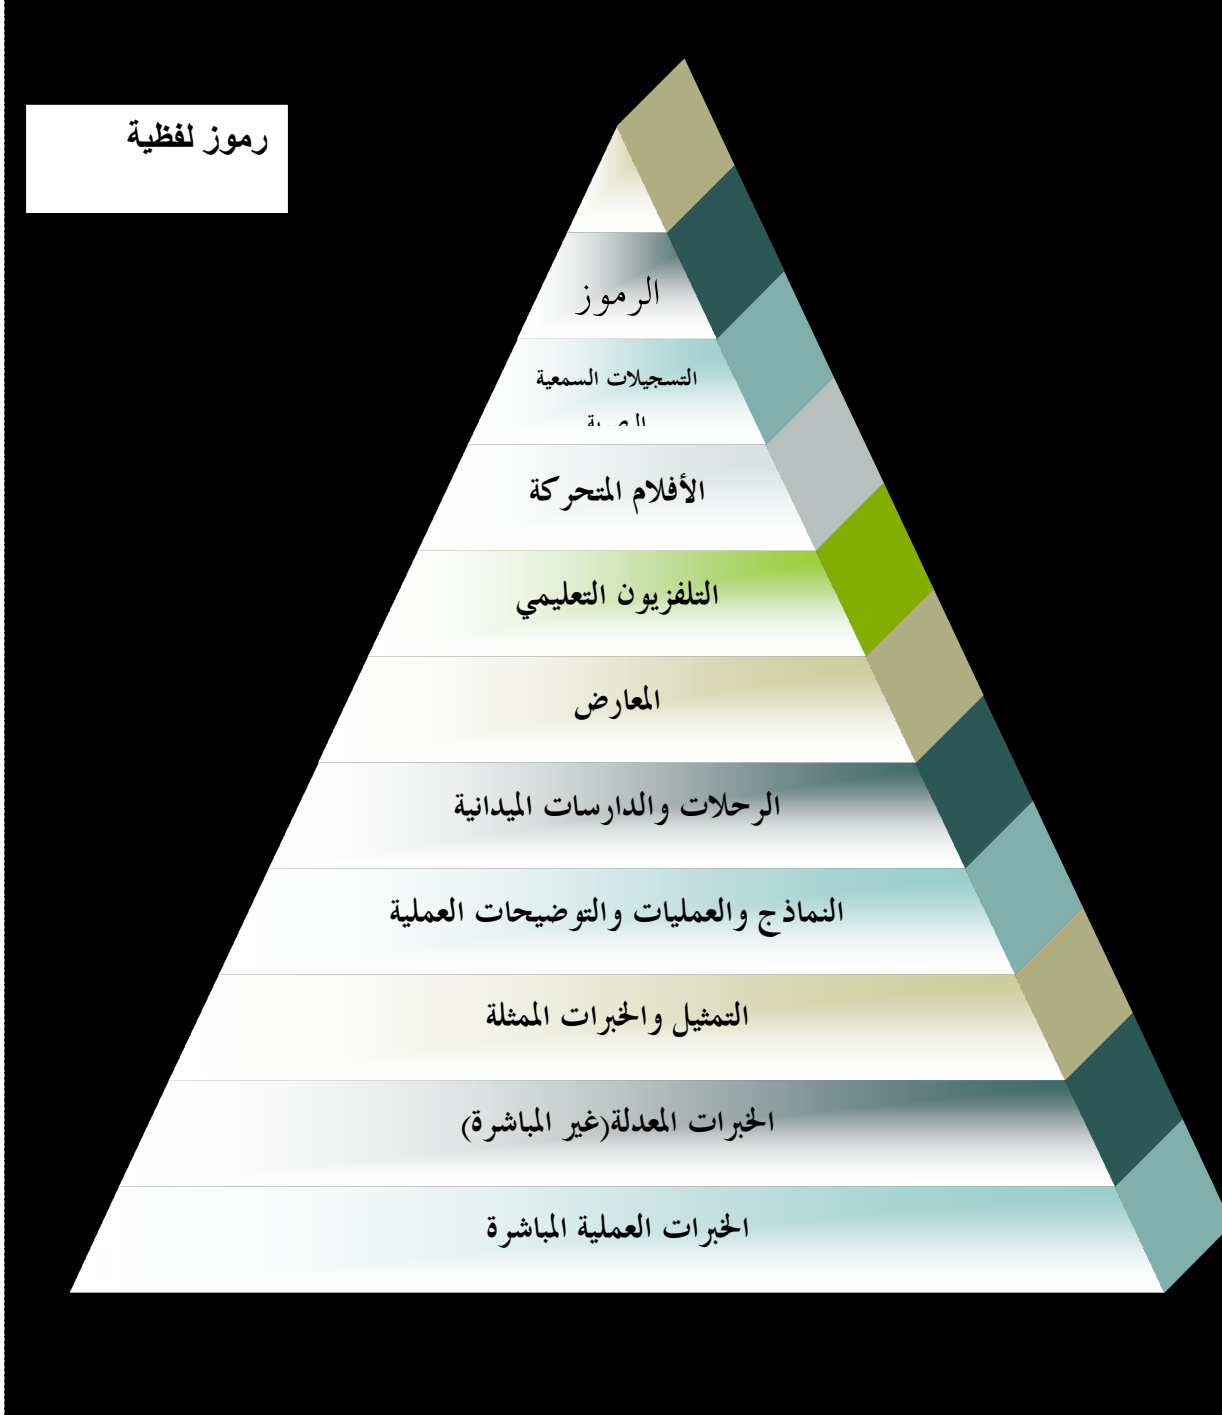 رموز لفظية
الرموز
التسجيلات السمعية
الأفلام المتحركة
التلفزيون التعليمي
المعارض
الرحلات والدارسات الميدانية
النماذج والعمليات والتوضيحات العملية
التمثيل والخبرات الممثلة
الخبرات المعدلة(غير المباشرة)
الخبرات العملية المباشرة